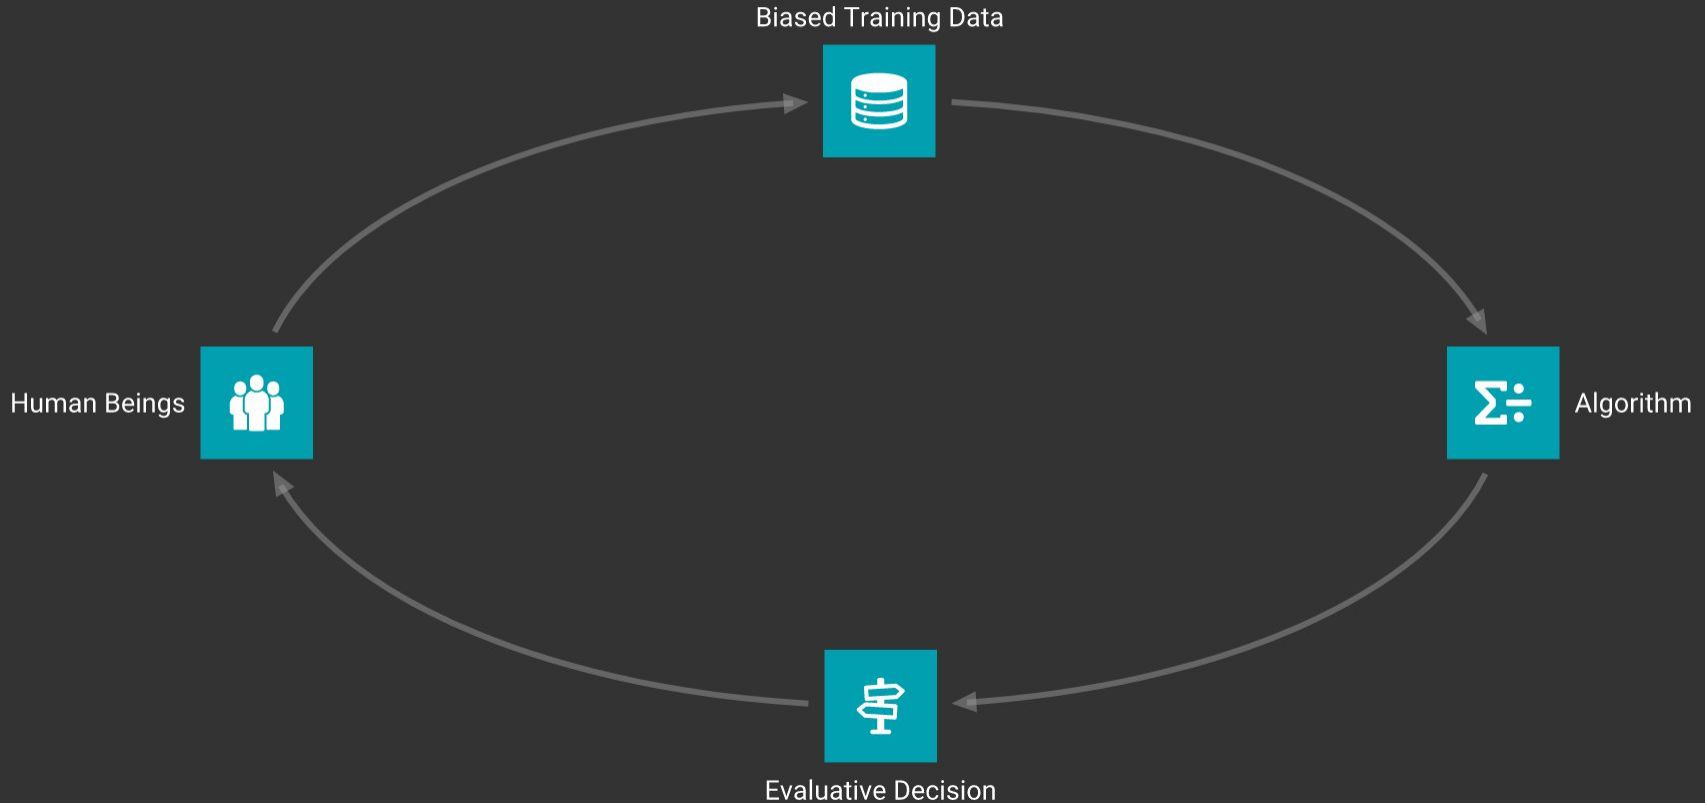 Biased Training Data
Human Beings
Algorithm
Evaluative Decision